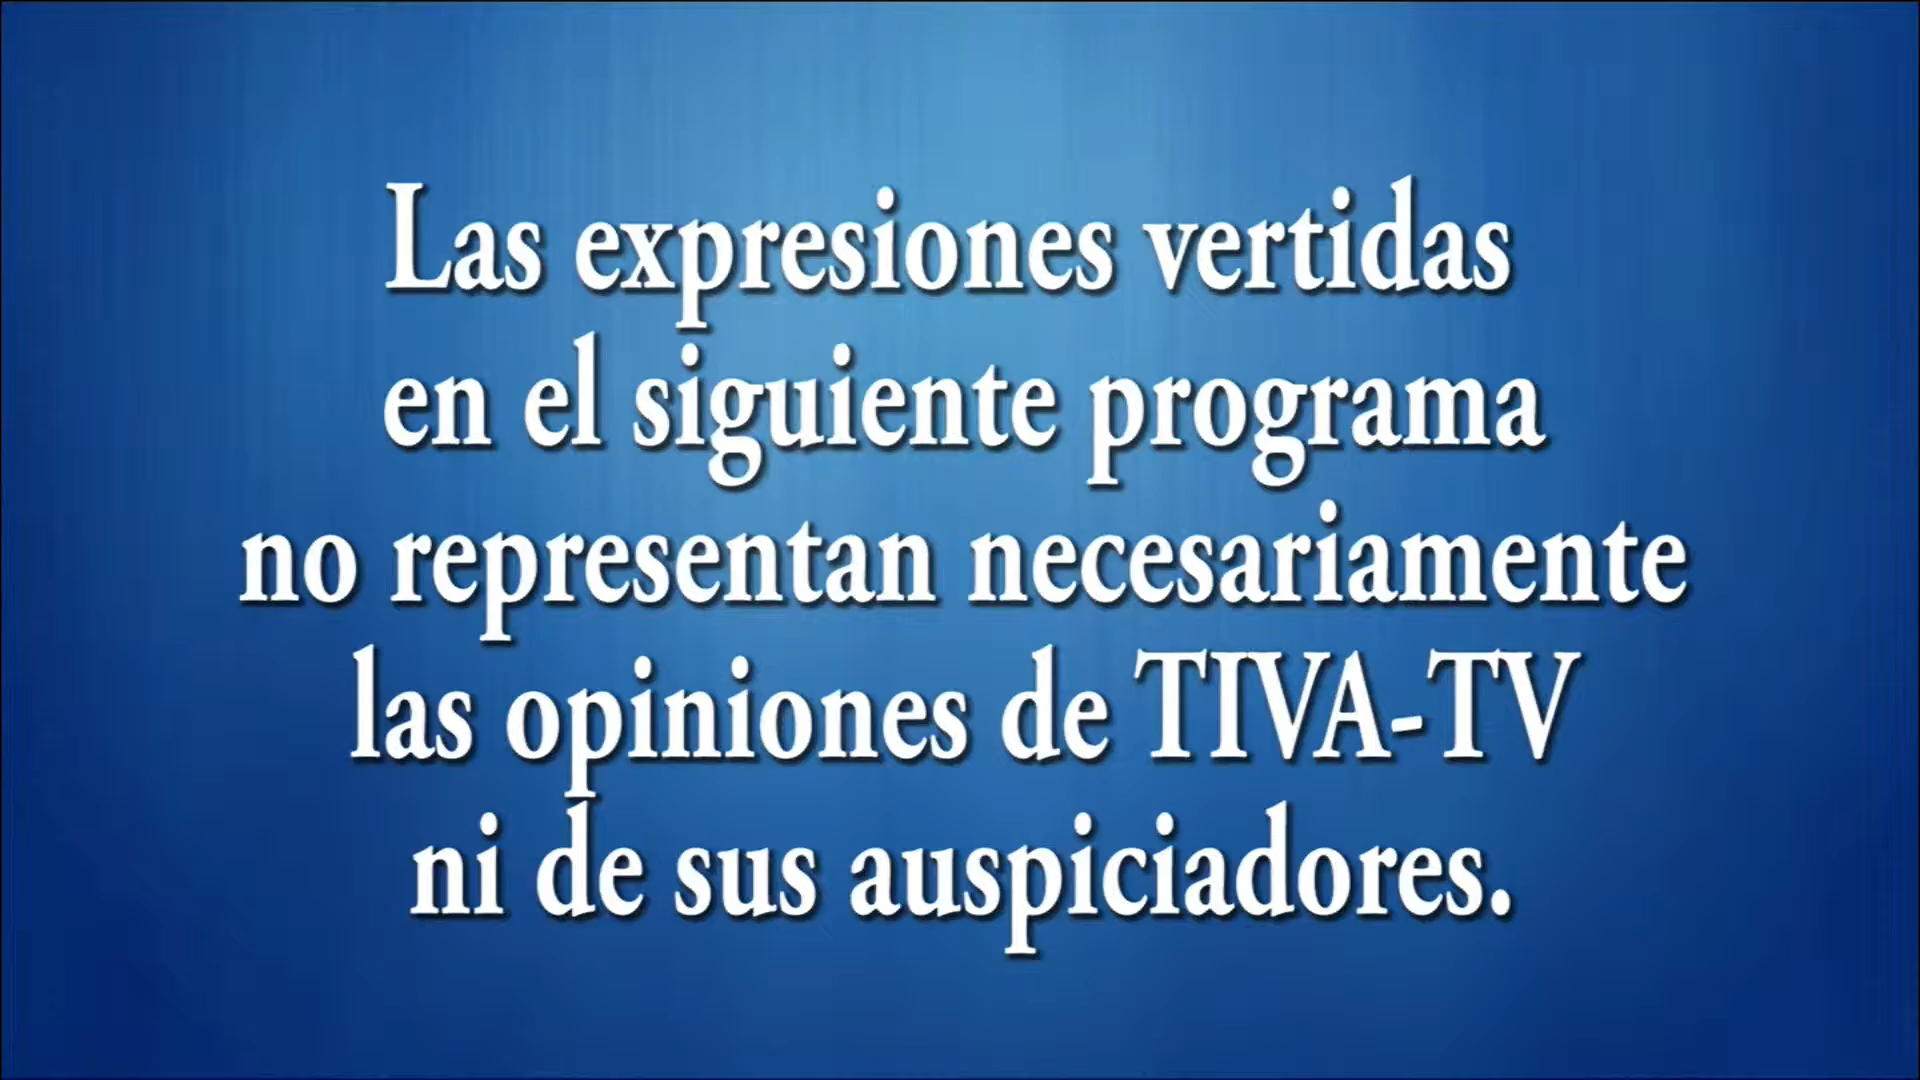 Las expresiones vertidas
en el siguiente programa
no representan necesariamente
las opiniones de TIVA-TV
ni de sus auspiciadores.